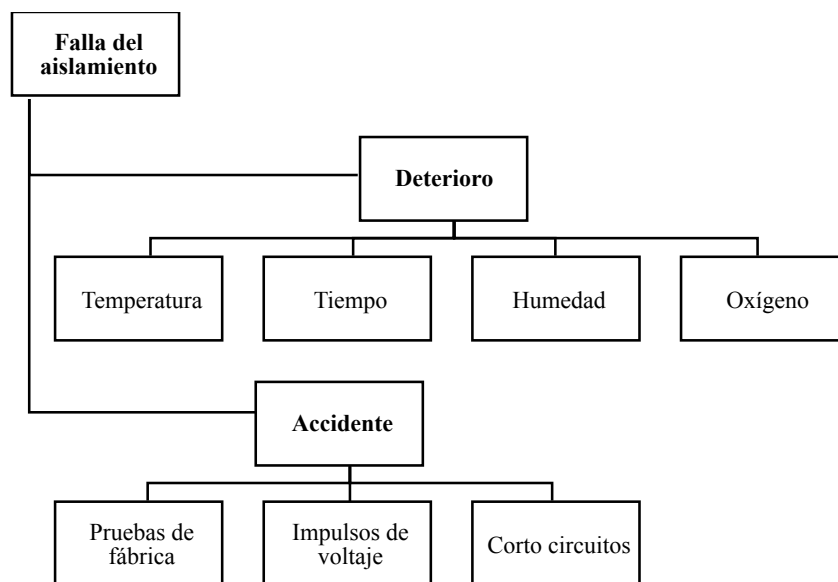 Falla del
aislamiento
Deterioro
Temperatura
Tiempo
Humedad
Oxígeno
Accidente
Pruebas de
fábrica
Impulsos de
voltaje
Corto circuitos